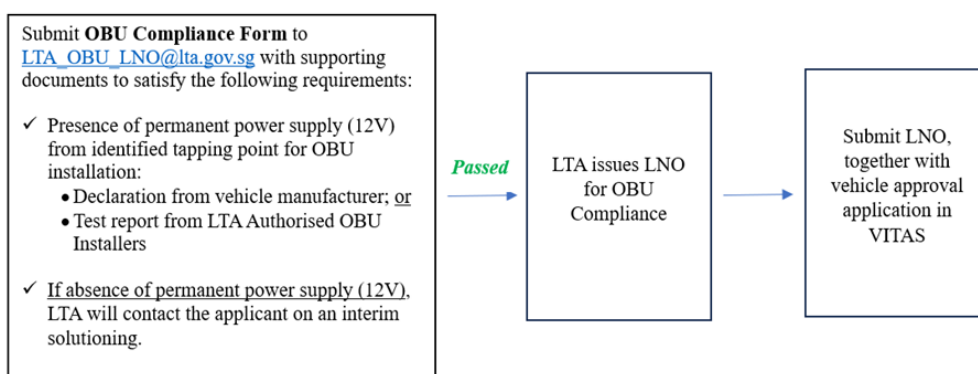 Submit OBU Compliance Form to
LTA_OBU_LNO@lta.gov.sg with supporting
documents to satisfy the following requirements:
✓ Presence of permanent power supply (12V)
from identified tapping point for OBU
installation:
• Declaration from vehicle manufacturer; or
• Test report from LTA Authorised OBU
Installers
✓ If absence of permanent power supply (12V),
LTA will contact the applicant on an interim
solutioning.
Passed
LTA issues LNO
for OBU
Compliance
Submit LNO,
together with
vehicle approval
application in
VITAS